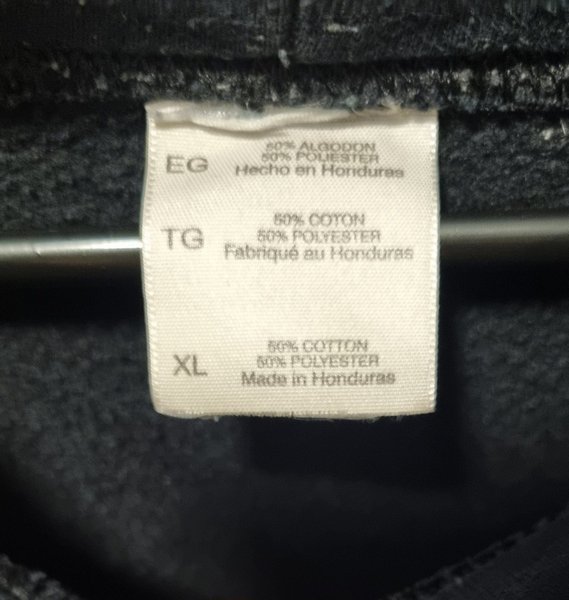 EG
50% ALGODON
50% POLIESTER
Hecho en Honduras
TG
50% COTON
50% POLYESTER
Fabriqué au Honduras
XL
50% COTTON
50% POLYESTER
Made in Honduras